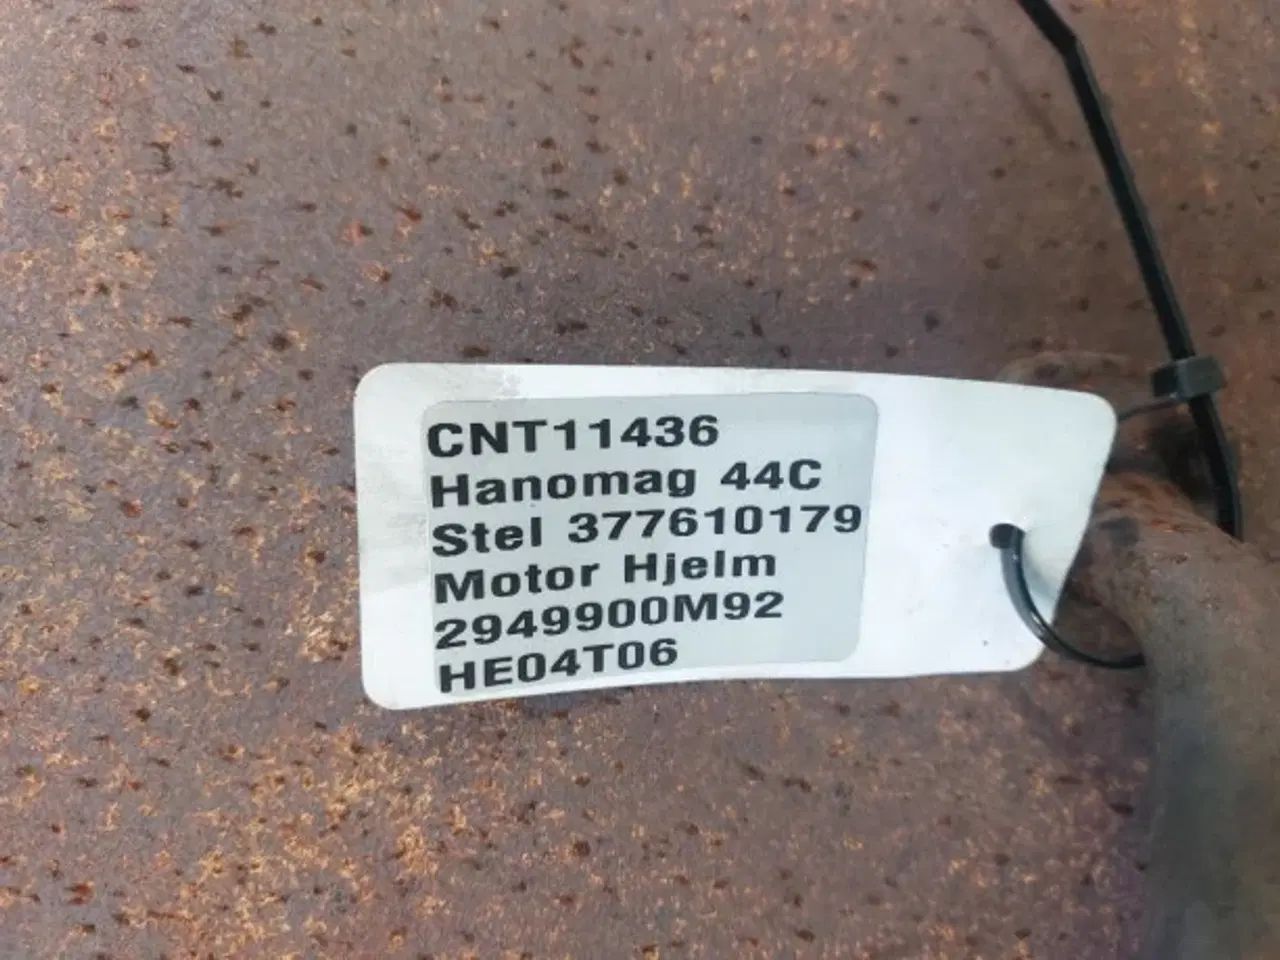 CNT11436
Hanomag 44C
Stel 377610179
Motor Hjelm
2949900M92
HE04T06